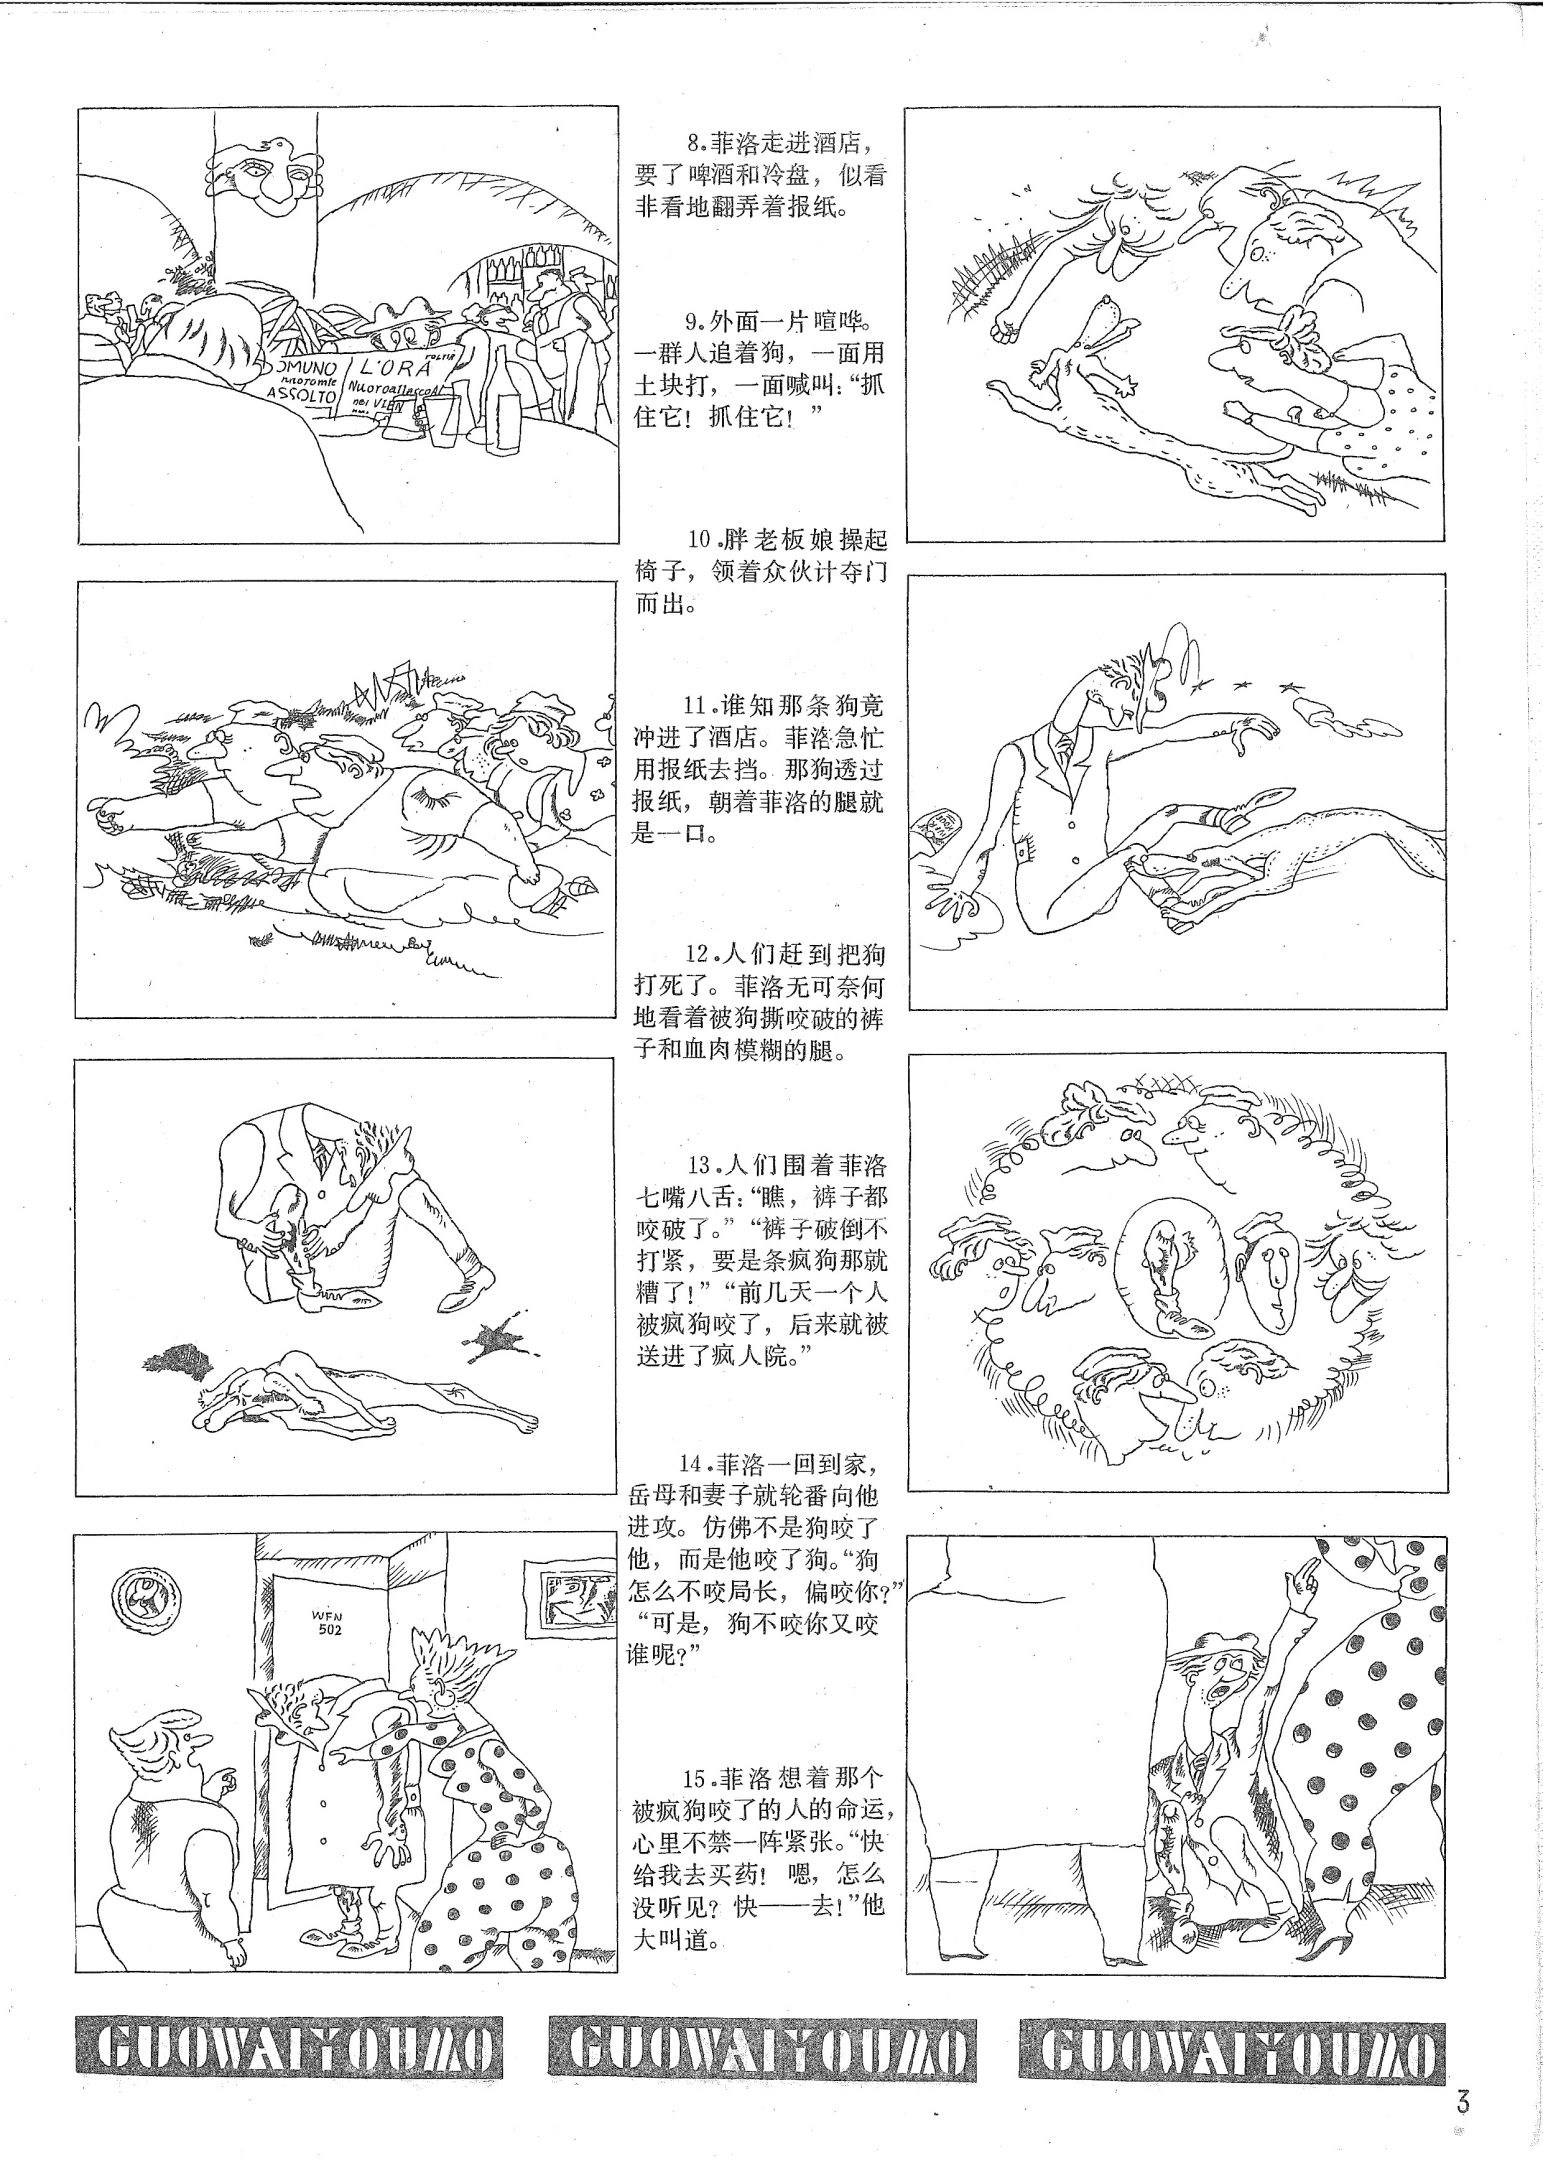 8.菲洛走进酒店，
要了啤酒和冷盘，似看
非看地翻弄着报纸。
9.外面一片喧哗。
一群人追着狗，一面用
土块打，一面喊叫：“抓
住它！抓住它！”
10.胖老板娘操起
椅子，领着众伙计夺门
而出。
11.谁知那条狗竟
冲进了酒店。菲洛急忙
用报纸去挡。那狗透过
报纸，朝着菲洛的腿就
是一口。
12.人们赶到把狗
打死了。菲洛无可奈何
地看着被狗撕咬破的裤
子和血肉模糊的腿。
13.人们围着菲洛
七嘴八舌：“瞧，裤子都
咬破了。”“裤子破倒不
打紧，要是条疯狗那就
糟了！”“前几天一个人
被疯狗咬了，后来就被
送进了疯人院。”
14.菲洛一回到家，
岳母和妻子就轮番向他
进攻。仿佛不是狗咬了
他，而是他咬了狗。“狗
怎么不咬局长，偏咬你？”
“可是，狗不咬你又咬
谁呢？”
15.菲洛想着那个
被疯狗咬了的人的命运，
心里不禁一阵紧张。“快
给我去买药！嗯，怎么
没听见？快——去！”他
大叫道。
OMUNO
ASSOLTO
L'ORA
nei VIEN
WFN
502
GUOWAIYOUMO
GUOWAIYOUMO
GUOWAIYOUMO
3